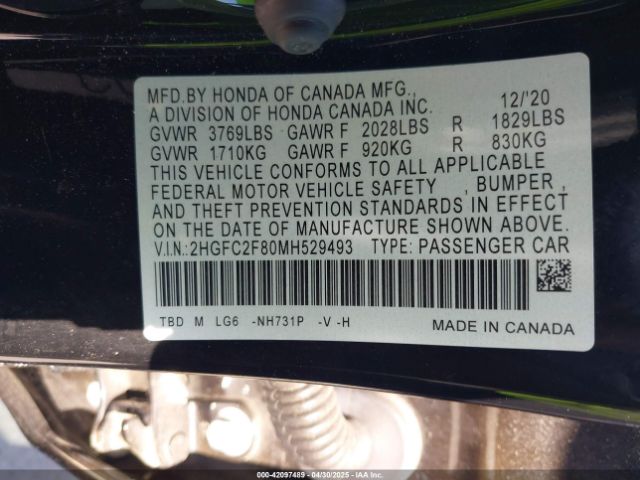 MFD.BY HONDA OF CANADA MFG.,
A DIVISION OF HONDA CANADA INC. 12/'20
GVWR 3769LBS GAWR F 2028LBS R 1829LBS
GVWR 1710KG GAWR F 920KG R 830KG
THIS VEHICLE CONFORMS TO ALL APPLICABLE
FEDERAL MOTOR VEHICLE SAFETY , BUMPER ,
AND THEFT PREVENTION STANDARDS IN EFFECT
ON THE DATE OF MANUFACTURE SHOWN ABOVE.
V.I.N:2HGFC2F80MH529493 TYPE: PASSENGER CAR
TBD M LG6 -NH731P -V -H
MADE IN CANADA
000-42097489 - 04/30/2025 - IAA Inc.